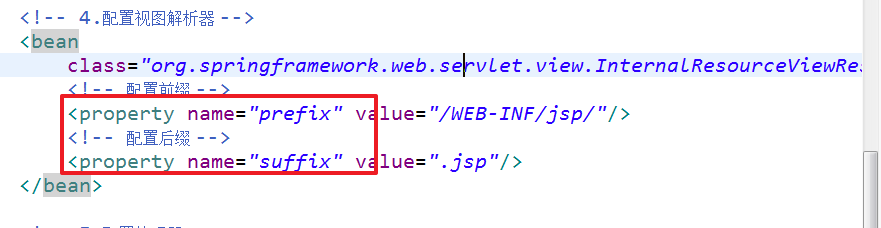 <!-- 4.配置视图解析器 -->
<bean
class="org.springframework.web.servlet.view.InternalResourceViewRes
<!-- 配置前缀 -->
<property name="prefix" value="/WEB-INF/jsp/"/>
<!-- 配置后缀 -->
<property name="suffix" value=".jsp"/>
</bean>